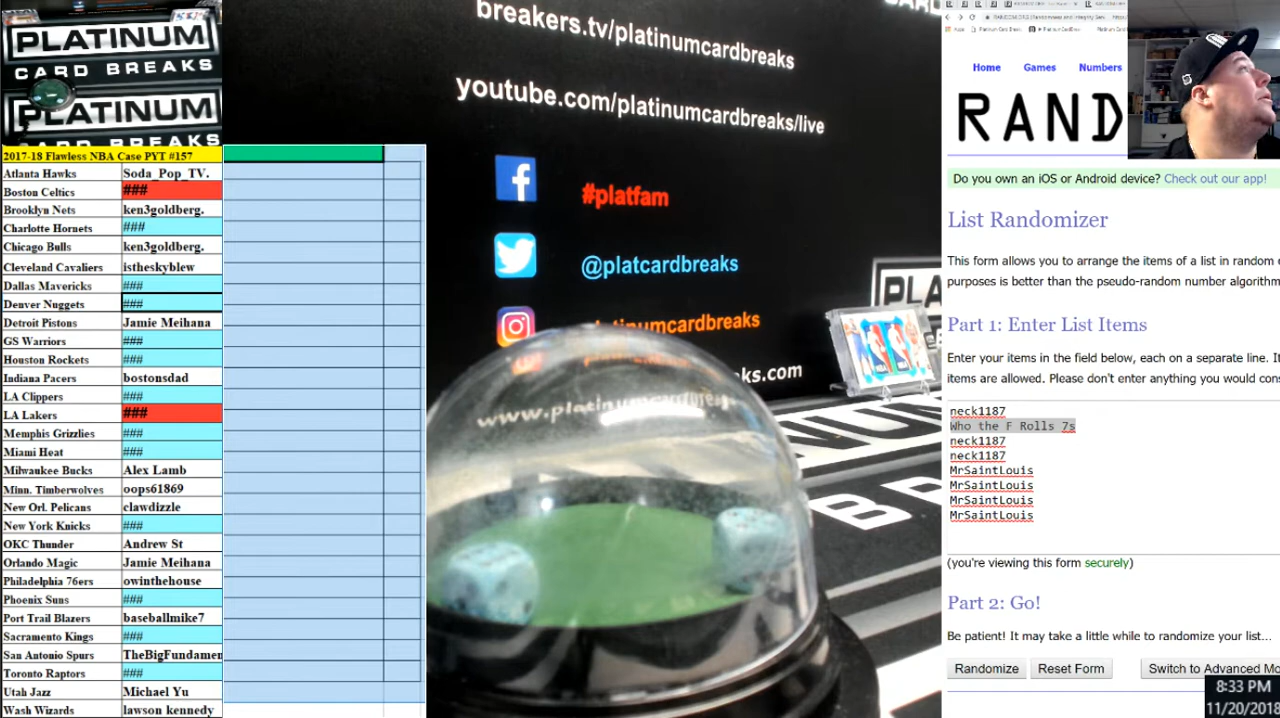 PLATINUM
CARD BREAKS
PLATINUM
CARD BREAKS
2017-18 Flawless NBA Case PYT #157
Atlanta Hawks Soda_Pop_TV.
Boston Celtics ###
Brooklyn Nets ken3goldberg.
Charlotte Hornets ###
Chicago Bulls ken3goldberg.
Cleveland Cavaliers istheskyblew
Dallas Mavericks ###
Denver Nuggets ###
Detroit Pistons Jamie Meihana
GS Warriors ###
Houston Rockets ###
Indiana Pacers bostonsdad
LA Clippers ###
LA Lakers ###
Memphis Grizzlies ###
Miami Heat ###
Milwaukee Bucks Alex Lamb
Minn. Timberwolves oops61869
New Orl. Pelicans clawdizzle
New York Knicks ###
OKC Thunder Andrew St
Orlando Magic Jamie Meihana
Philadelphia 76ers owinthehouse
Phoenix Suns ###
Port Trail Blazers baseballmike7
Sacramento Kings ###
San Antonio Spurs TheBigFundamen
Toronto Raptors ###
Utah Jazz Michael Yu
Wash Wizards lawson kennedy
breakers.tv/platinumcardbreaks
youtube.com/platinumcardbreaks/live
#platfam
@platcardbreaks
platinumcardbreaks
Home Games Numbers
RAND
Do you own an iOS or Android device? Check out our app!
List Randomizer
This form allows you to arrange the items of a list in random
purposes is better than the pseudo-random number algorithm
Part 1: Enter List Items
Enter your items in the field below, each on a separate line. It
items are allowed. Please don't enter anything you would cons
neck1187
Who the F Rolls 7s
neck1187
neck1187
MrSaintLouis
MrSaintLouis
MrSaintLouis
MrSaintLouis
(you're viewing this form securely)
Part 2: Go!
Be patient! It may take a little while to randomize your list...
Randomize Reset Form Switch to Advanced Mo
8:33 PM
11/20/2018